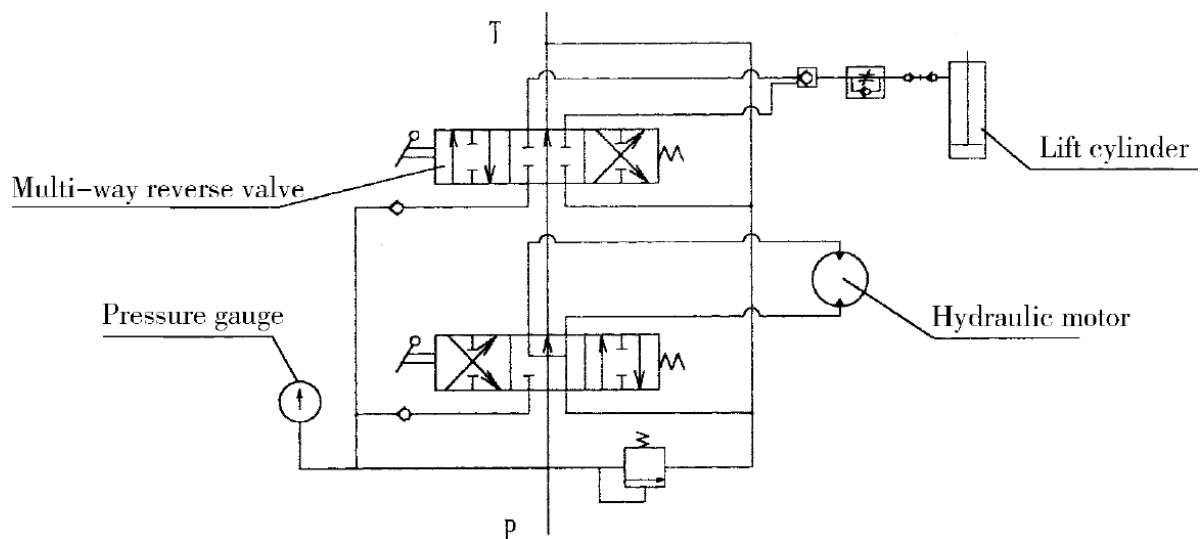 T
Lift cylinder
Multi-way reverse valve
Pressure gauge
Hydraulic motor
p